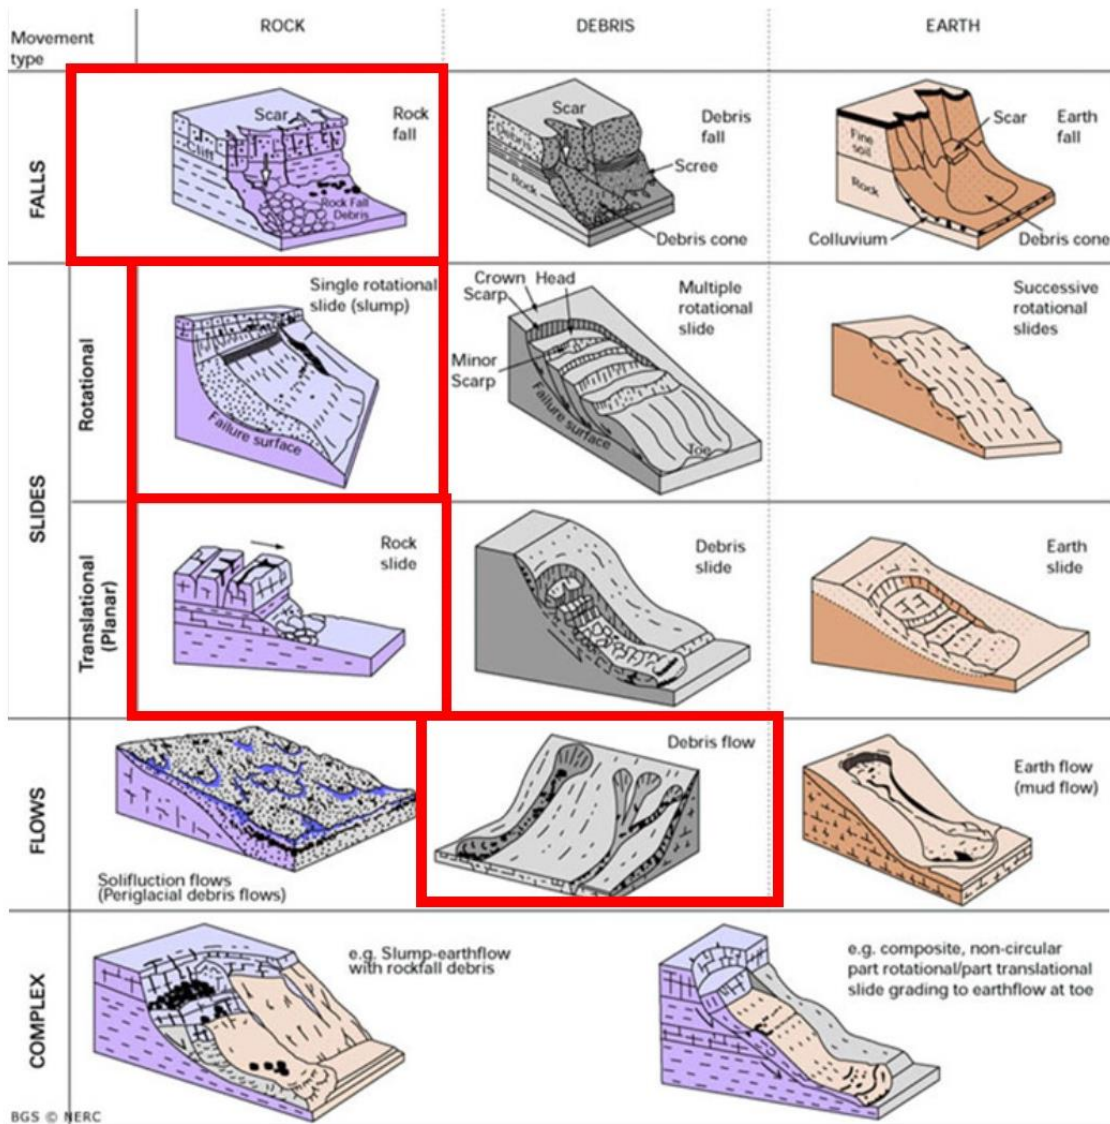 Movement
type
ROCK
DEBRIS
EARTH
FALLS
Scar
Cliff
Rock Fall
Debris
Rock
fall
Scar
Debris
Rock
Debris
fall
Scree
Debris cone
Fine
soil
Rock
Colluvium
Scar
Earth
fall
Debris cone
SLIDES
Rotational
Single rotational
slide (slump)
Failure surface
Crown
Head
Scarp
Minor
Scarp
Failure surface
Toe
Multiple
rotational
slide
Successive
rotational
slides
Translational
(Planar)
Rock
slide
Debris
slide
Earth
slide
FLOWS
Solifluction flows
(Periglacial debris flows)
Debris flow
Earth flow
(mud flow)
COMPLEX
e.g. Slump-earthflow
with rockfall debris
e.g. composite, non-circular
part rotational/part translational
slide grading to earthflow at toe
BGS © NERC